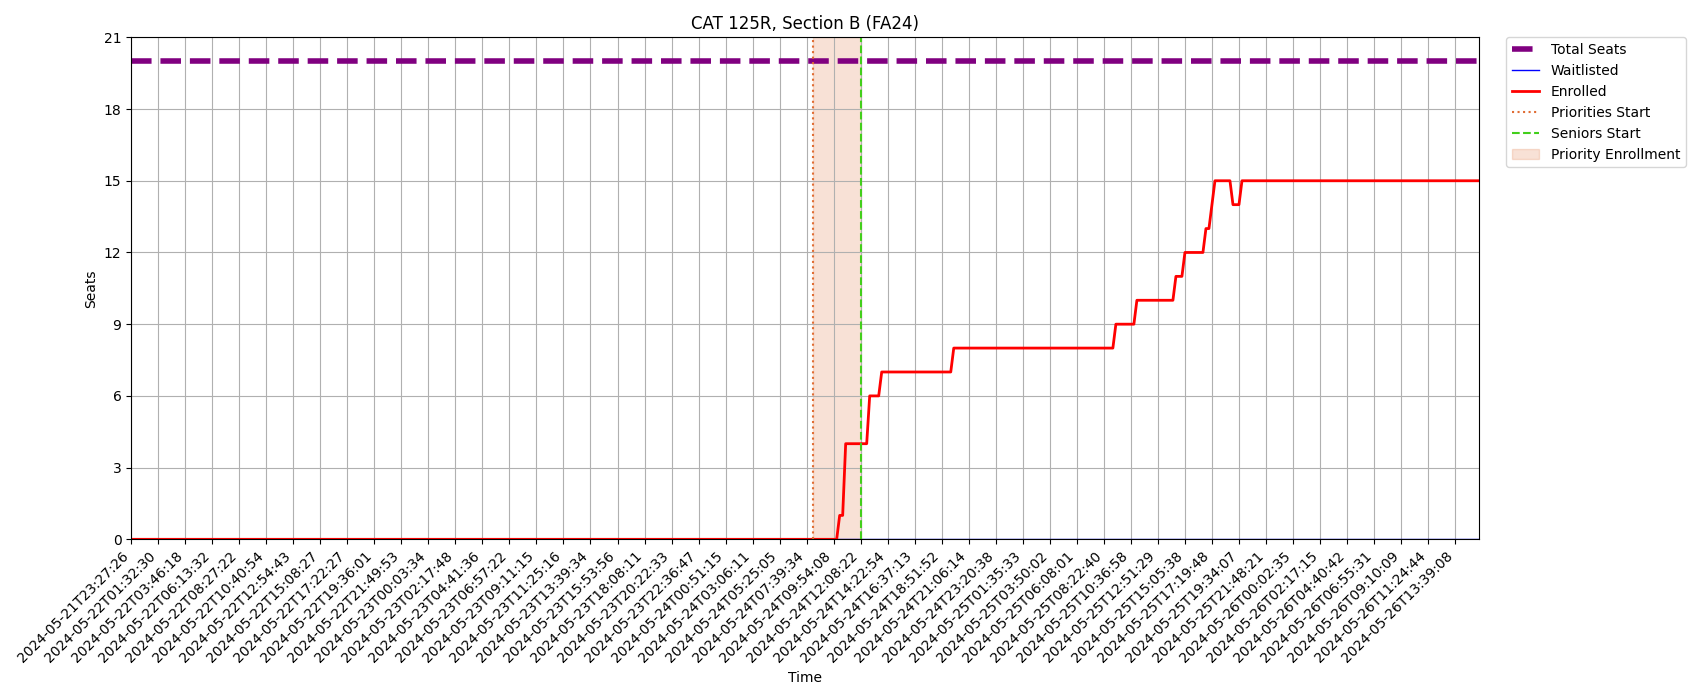 CAT 125R, Section B (FA24)
21
18
15
12
9
6
3
0
Seats
Total Seats
Waitlisted
Enrolled
Priorities Start
Seniors Start
Priority Enrollment
2024-05-21T23:27:26
2024-05-22T01:32:30
2024-05-22T03:46:18
2024-05-22T06:13:32
2024-05-22T08:27:22
2024-05-22T10:40:54
2024-05-22T12:54:43
2024-05-22T15:08:27
2024-05-22T17:22:27
2024-05-22T19:36:01
2024-05-22T21:49:53
2024-05-23T00:03:34
2024-05-23T02:17:48
2024-05-23T04:41:36
2024-05-23T06:57:22
2024-05-23T09:11:15
2024-05-23T11:25:16
2024-05-23T13:39:34
2024-05-23T15:53:56
2024-05-23T18:08:11
2024-05-23T20:22:33
2024-05-23T22:36:47
2024-05-24T00:51:15
2024-05-24T03:06:11
2024-05-24T05:25:05
2024-05-24T07:39:34
2024-05-24T09:54:08
2024-05-24T12:08:22
2024-05-24T14:22:54
2024-05-24T16:37:13
2024-05-24T18:51:52
2024-05-24T21:06:14
2024-05-24T23:20:38
2024-05-25T01:35:33
2024-05-25T03:50:02
2024-05-25T06:08:01
2024-05-25T08:22:40
2024-05-25T10:36:58
2024-05-25T12:51:29
2024-05-25T15:05:38
2024-05-25T17:19:48
2024-05-25T19:34:07
2024-05-25T21:48:21
2024-05-26T00:02:35
2024-05-26T02:17:15
2024-05-26T04:40:42
2024-05-26T06:55:31
2024-05-26T09:10:09
2024-05-26T11:24:44
2024-05-26T13:39:08
Time